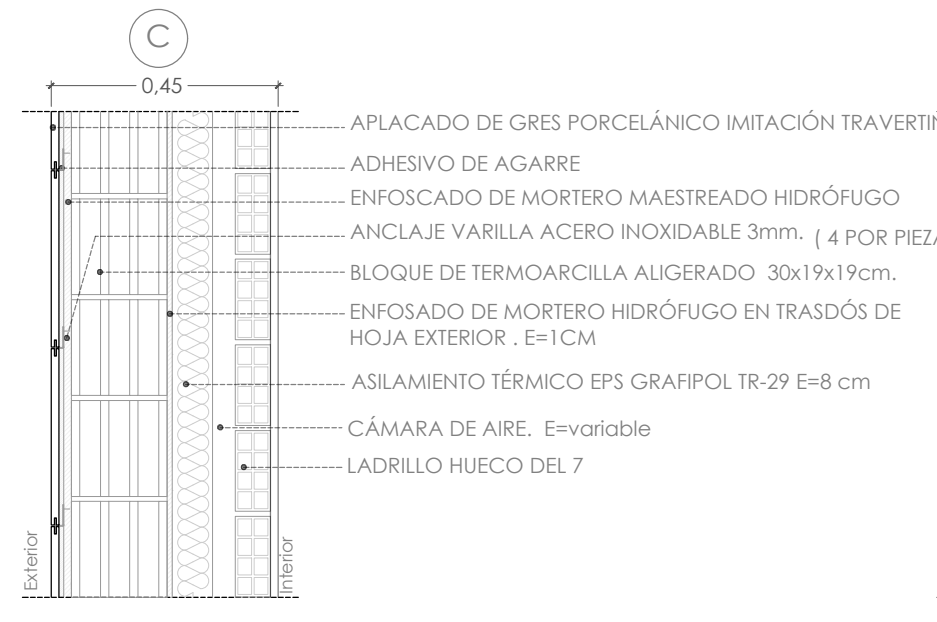 C
0,45
APLACADO DE GRES PORCELÁNICO IMITACIÓN
ADHESIVO DE AGARRE
ENFOSCADO DE MORTERO MAESTREADO HIDRÓFUGO
ANCLAJE VARILLA ACERO INOXIDABLE 3mm. ( 4 POR
BLOQUE DE TERMOARCILLA ALIGERADO 30x19x19cm.
ENFOSADO DE MORTERO HIDRÓFUGO EN TRASDÓS DE
HOJA EXTERIOR . E=1CM
ASILAMIENTO TÉRMICO EPS GRAFIPOL TR-29 E=8 cm
CÁMARA DE AIRE. E=variable
LADRILLO HUECO DEL 7
Exterior
Interior